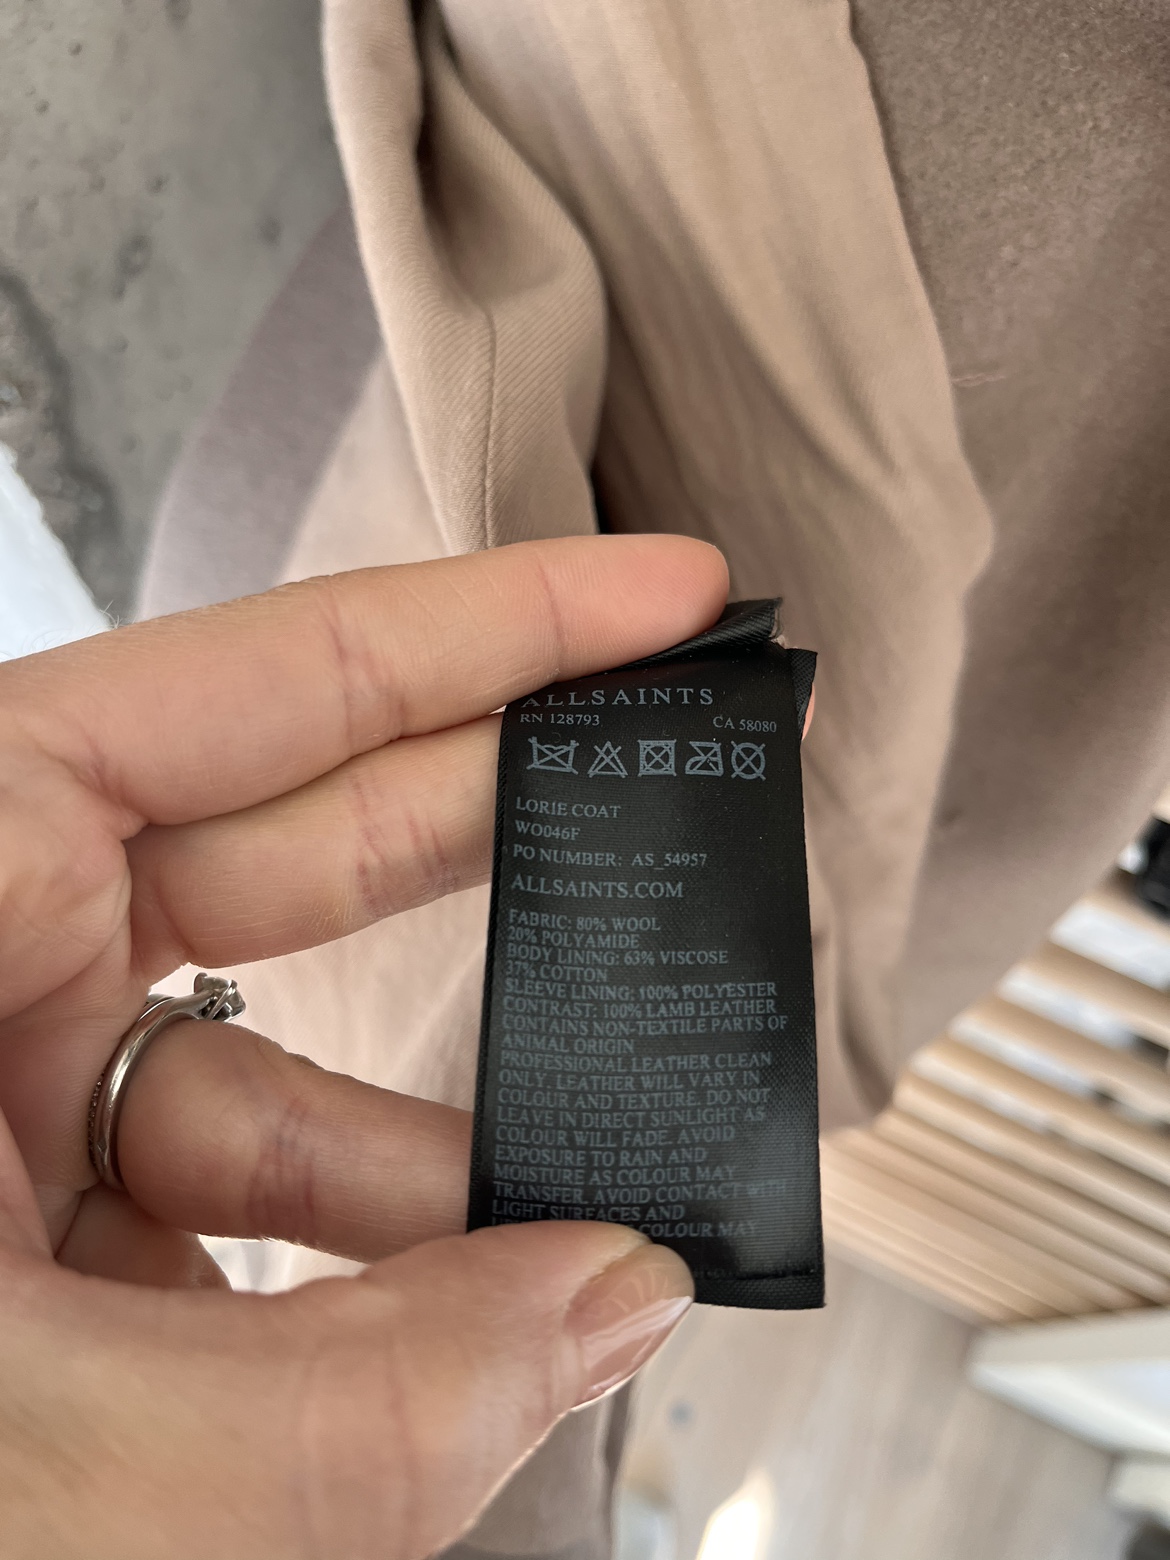 ALLSAINTS
RN 128793 CA 58080
LORIE COAT
WO046F
PO NUMBER: AS_54957
ALLSAINTS.COM
FABRIC: 80% WOOL
20% POLYAMIDE
BODY LINING: 63% VISCOSE
37% COTTON
SLEEVE LINING: 100% POLYESTER
CONTRAST: 100% LAMB LEATHER
CONTAINS NON-TEXTILE PARTS OF
ANIMAL ORIGIN
PROFESSIONAL LEATHER CLEAN
ONLY. LEATHER WILL VARY IN
COLOUR AND TEXTURE. DO NOT
LEAVE IN DIRECT SUNLIGHT AS
COLOUR WILL FADE. AVOID
EXPOSURE TO RAIN AND
MOISTURE AS COLOUR MAY
TRANSFER. AVOID CONTACT WITH
LIGHT SURFACES AND
COLOUR MAY